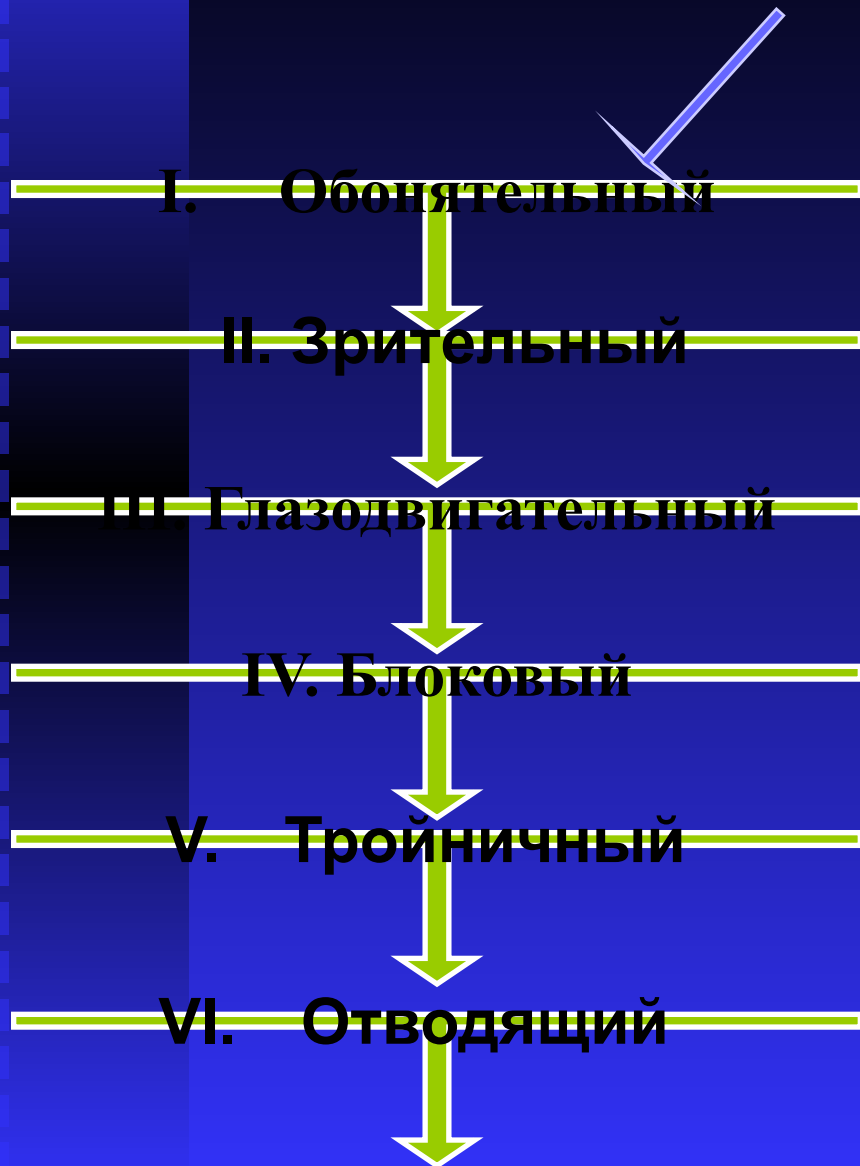 I. Обонятельный
II. Зрительный
III. Глазодвигательный
IV. Блоковый
V. Тройничный
VI. Отводящий